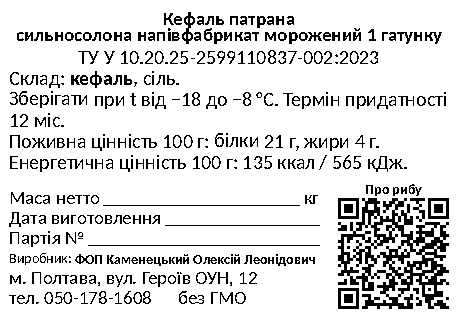 Кефаль патрана
сильносолона напівфабрикат морожений 1 гатунку
ТУ У 10.20.25-2599110837-002:2023
Склад: кефаль, сіль.
Зберігати при t від −18 до −8 °С. Термін придатності
12 міс.
Поживна цінність 100 г: білки 21 г, жири 4 г.
Енергетична цінність 100 г: 135 ккал / 565 кДж.
Про рибу
Маса нетто ________________________ кг
Дата виготовлення _________________
Партія № _________________________
Виробник: ФОП Каменецький Олексій Леонідович
м. Полтава, вул. Героїв ОУН, 12
тел. 050-178-1608 без ГМО